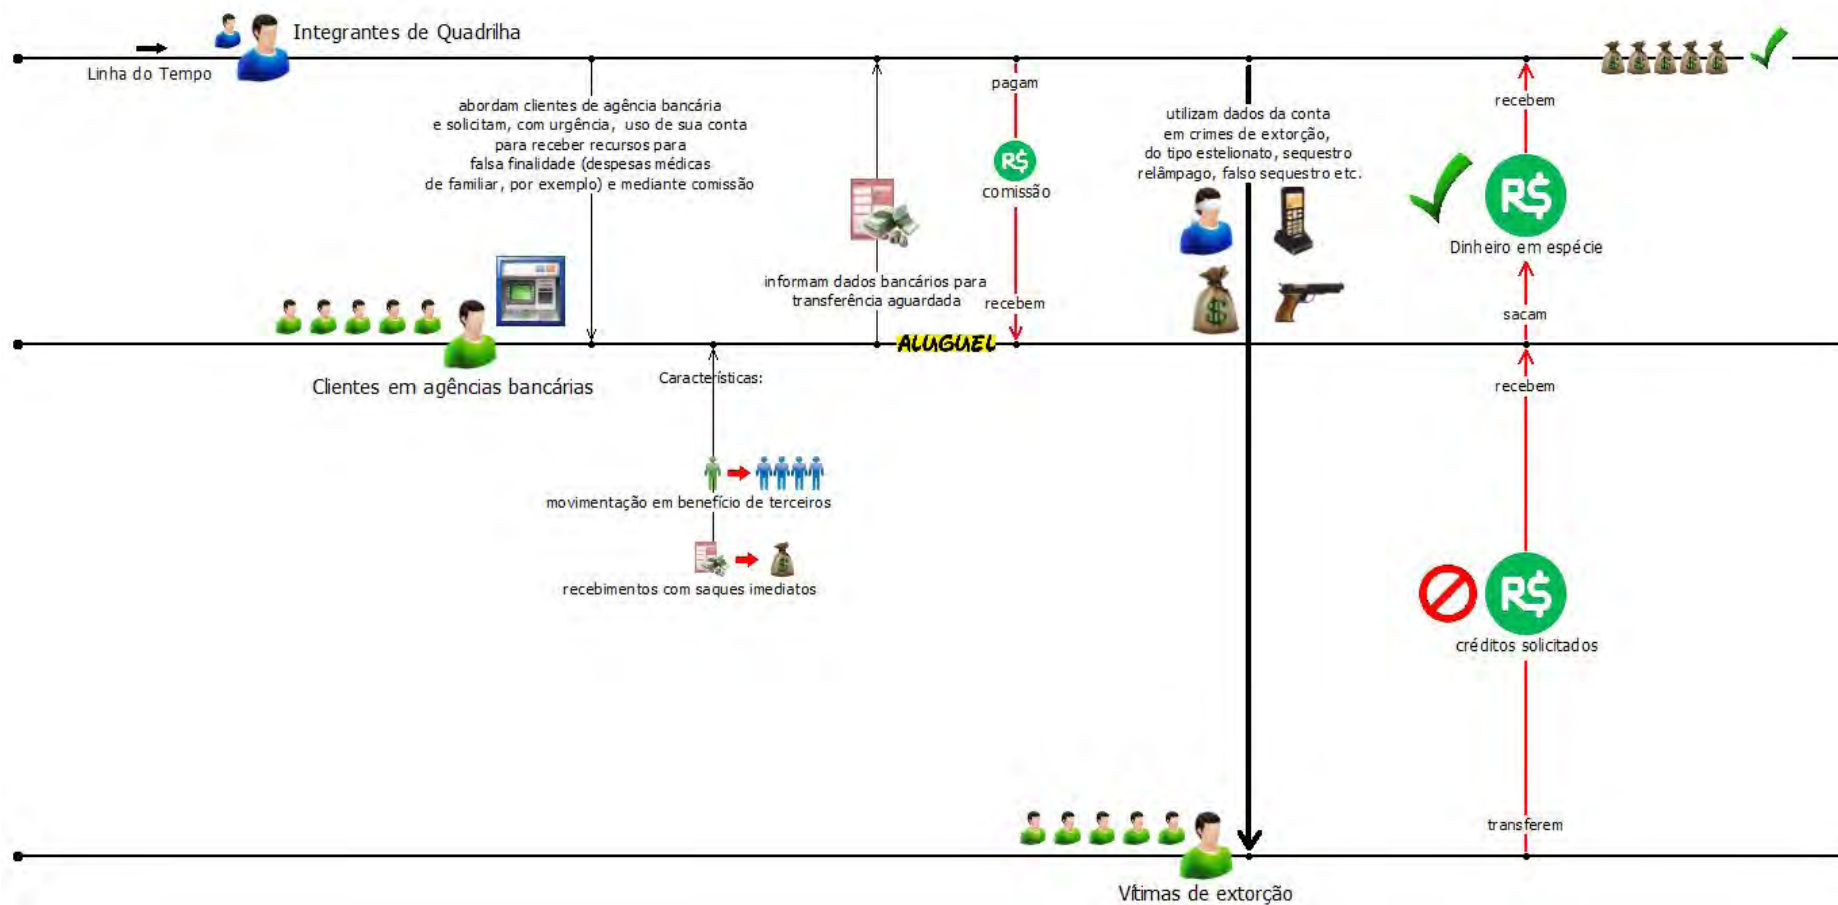 Integrantes de Quadrilha
Linha do Tempo
abordam clientes de agência bancária
e solicitam, com urgência, uso de sua conta
para receber recursos para
falsa finalidade (despesas médicas
de familiar, por exemplo) e mediante comissão
informam dados bancários para
transferência aguardada
pagam
R$
comissão
recebem
utilizam dados da conta
em crimes de extorção,
do tipo estelionato, sequestro
relâmpago, falso sequestro etc.
recebem
R$
Dinheiro em espécie
sacam
ALUGUEL
Clientes em agências bancárias
Características:
movimentação em benefício de terceiros
recebimentos com saques imediatos
recebem
R$
créditos solicitados
transferem
Vítimas de extorção